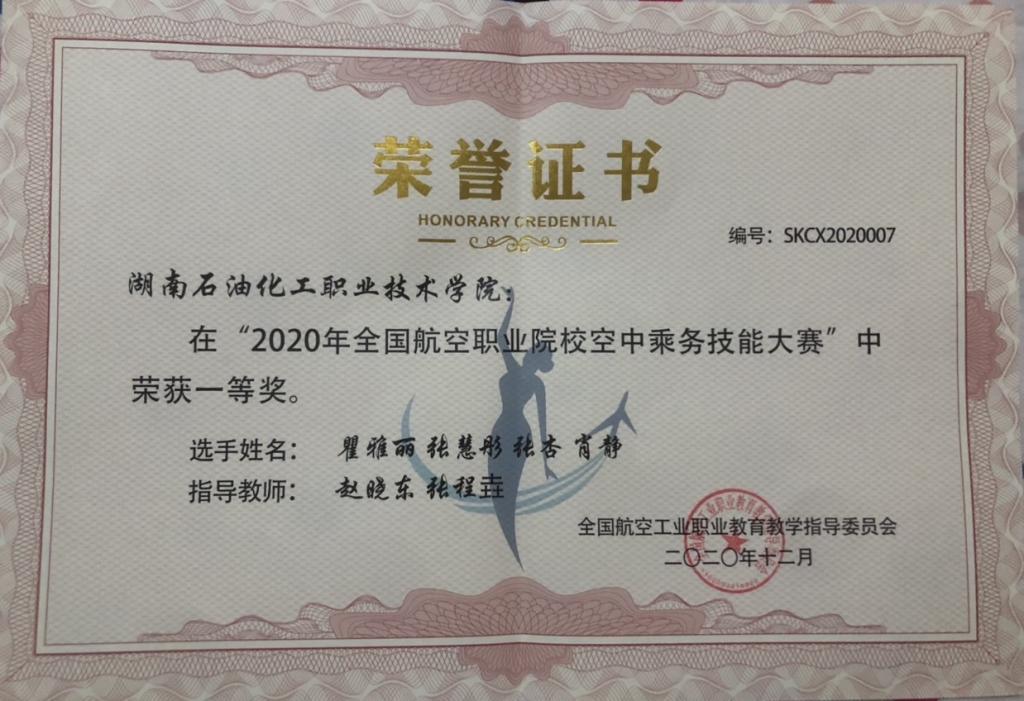 荣誉证书
HONORARY CREDENTIAL
编号：SKCX2020007
湖南石油化工职业技术学院：
在“2020年全国航空职业院校空中乘务技能大赛”中
荣获一等奖。
选手姓名： 瞿雅丽 张慧彤 张杏 肖静
指导教师： 赵晓东 张程垚
全国航空工业职业教育教学指导委员会
二〇二〇年十二月